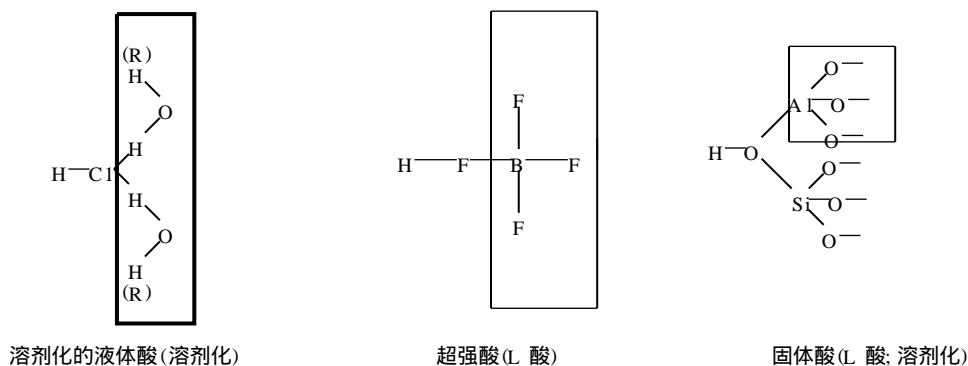 (R)
H
O
H
H Cl
H
O
H
(R)
F
H F B F
F
O
Al O
O
H O
O
Si O
O
溶剂化的液体酸(溶剂化)
超强酸(L 酸)
固体酸(L 酸; 溶剂化)